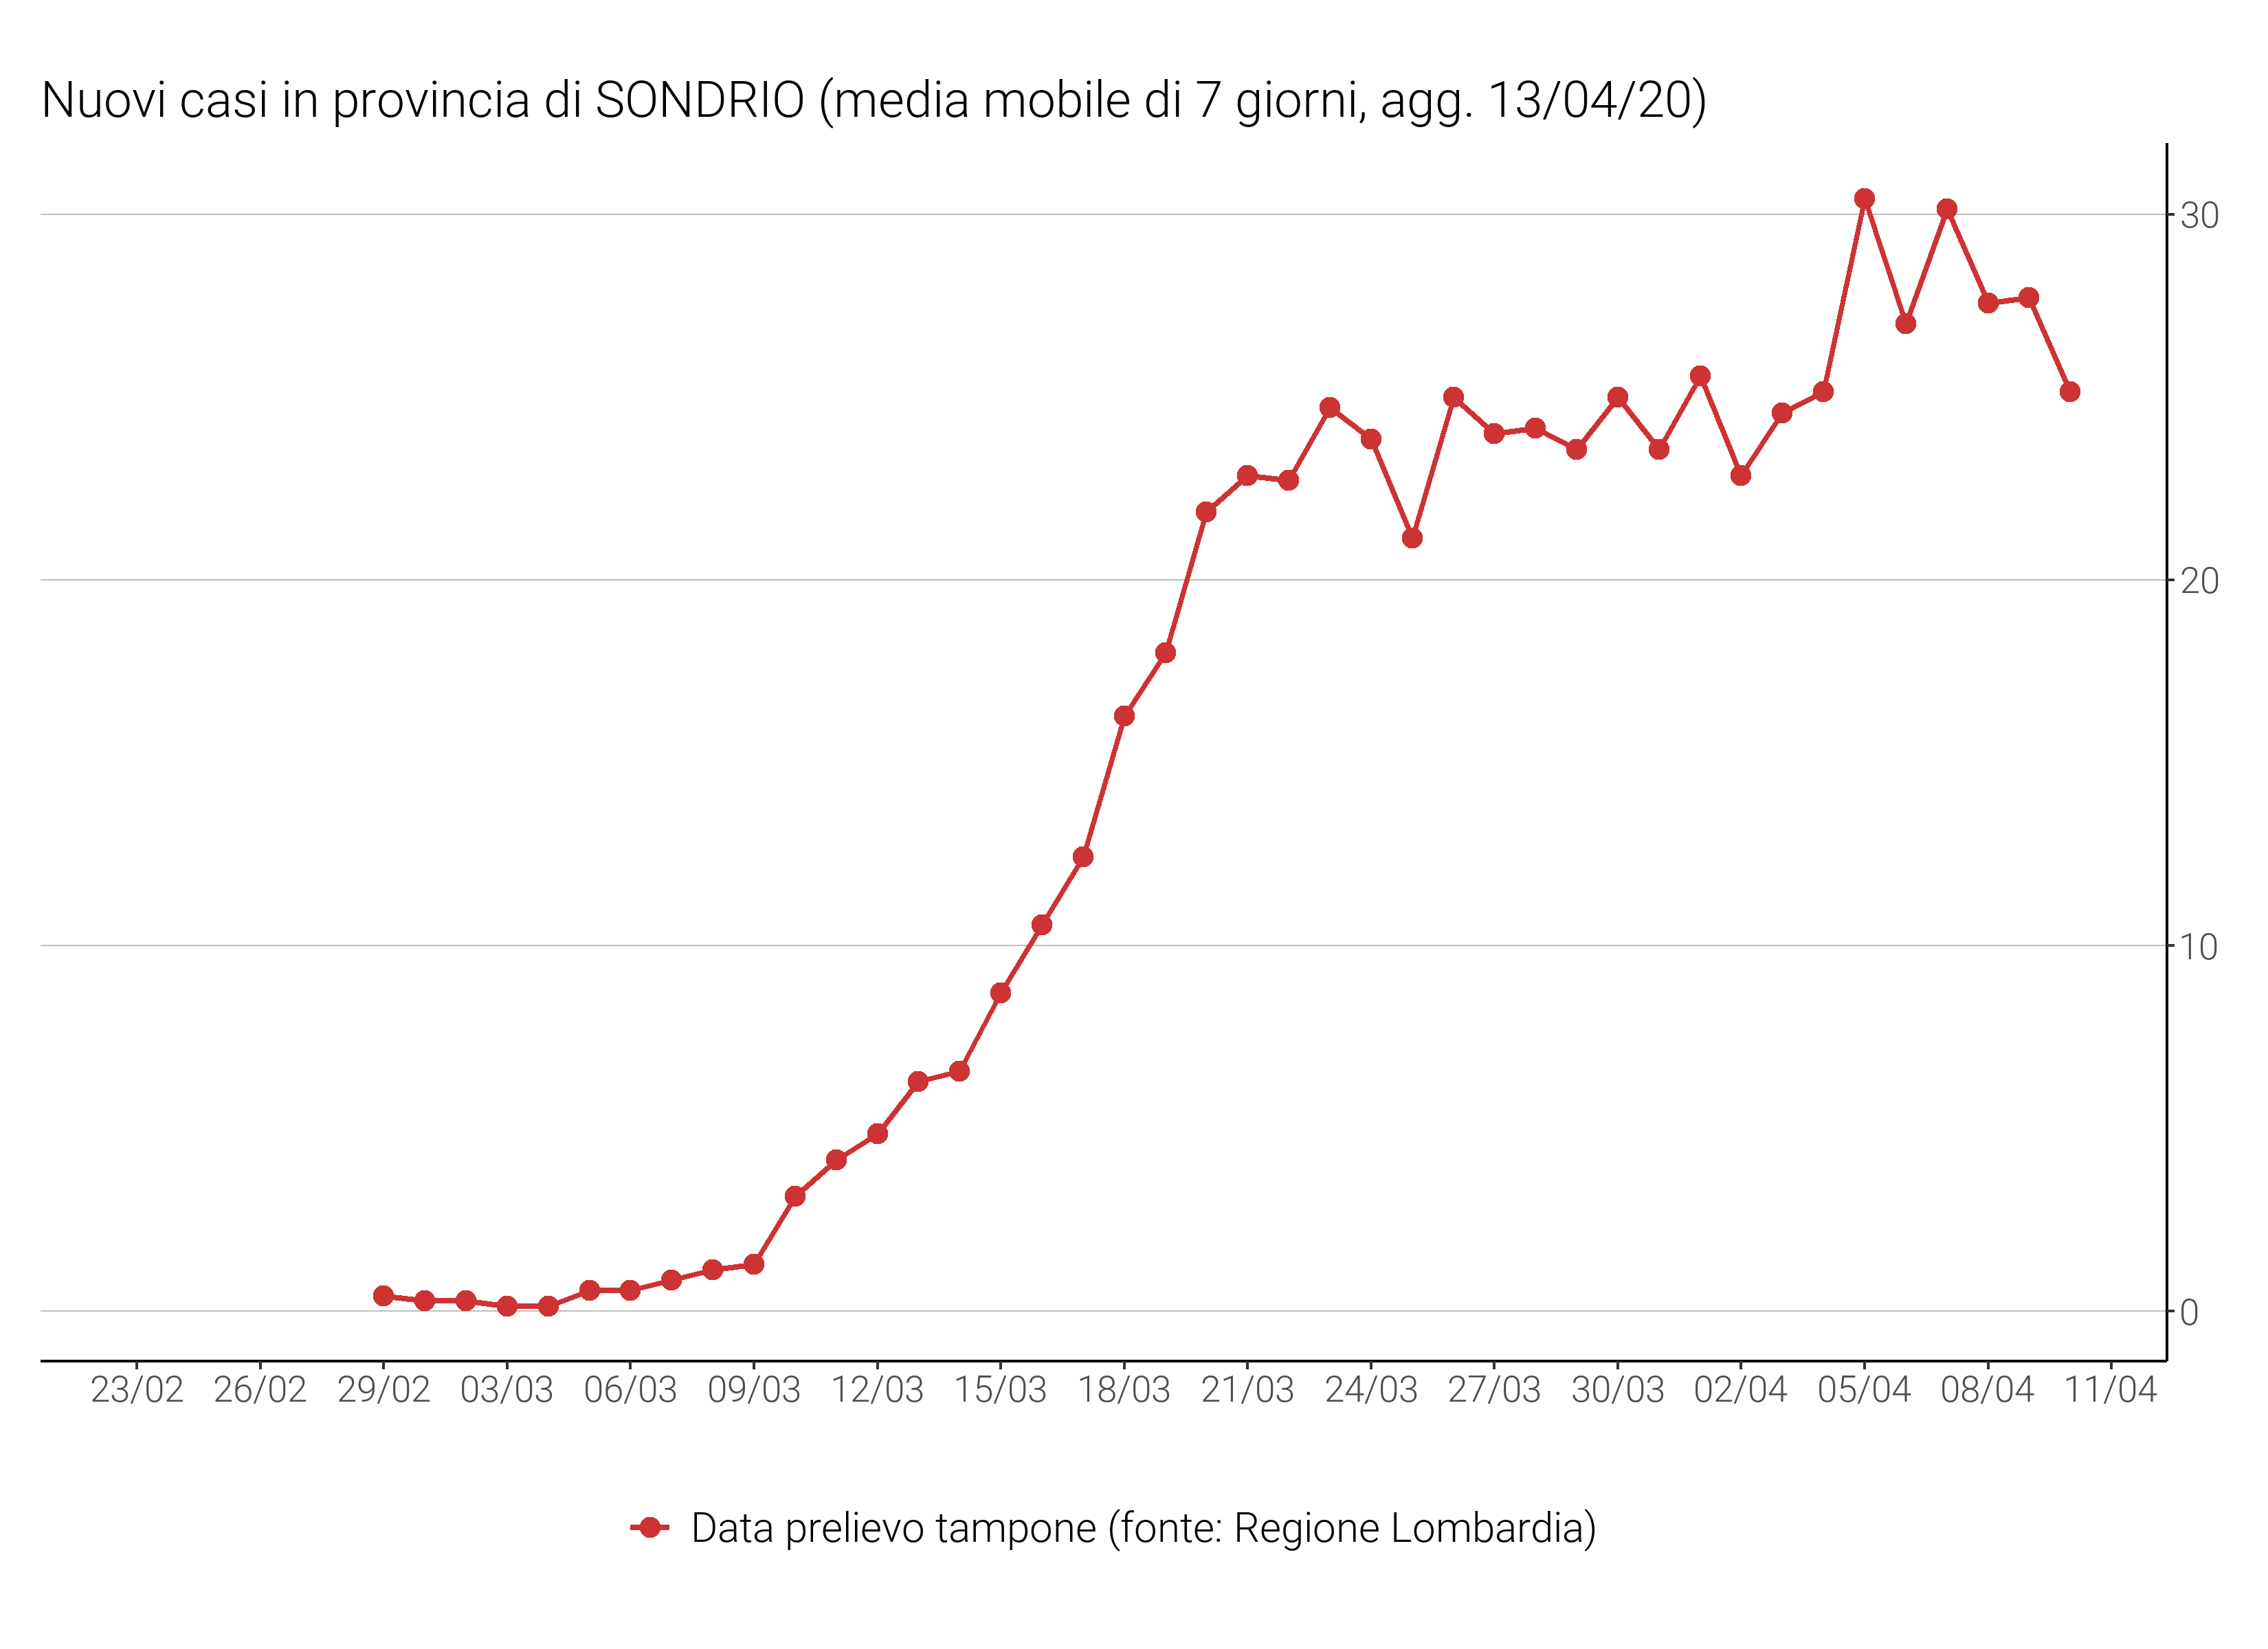 Nuovi casi in provincia di SONDRIO (media mobile di 7 giorni, agg. 13/04/20)
30
20
10
0
23/02 26/02 29/02 03/03 06/03 09/03 12/03 15/03 18/03 21/03 24/03 27/03 30/03 02/04 05/04 08/04 11/04
Data prelievo tampone (fonte: Regione Lombardia)